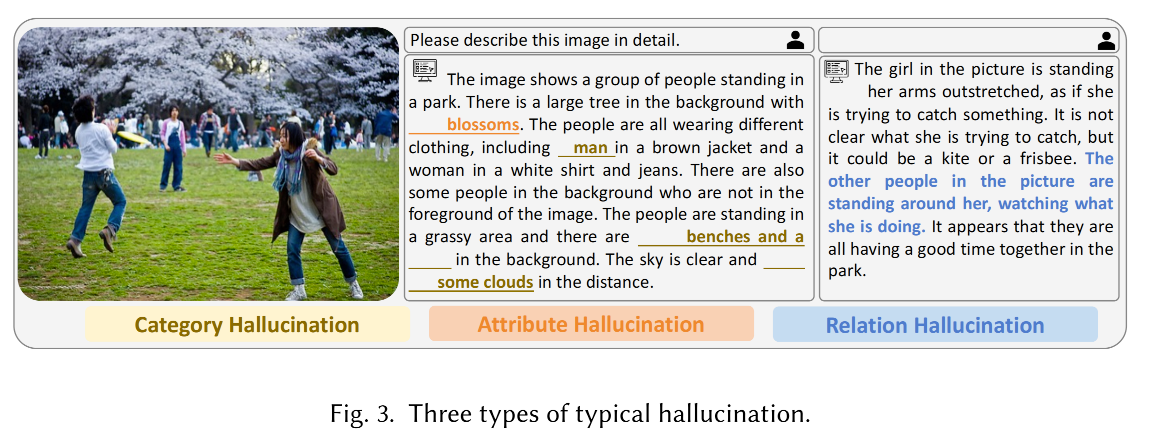 Please describe this image in detail.
The image shows a group of people standing in
a park. There is a large tree in the background with
blossoms. The people are all wearing different
clothing, including man in a brown jacket and a
woman in a white shirt and jeans. There are also
some people in the background who are not in the
foreground of the image. The people are standing in
a grassy area and there are benches and a
in the background. The sky is clear and
some clouds in the distance.
The girl in the picture is standing
her arms outstretched, as if she
is trying to catch something. It is not
clear what she is trying to catch, but
it could be a kite or a frisbee. The
other people in the picture are
standing around her, watching what
she is doing. It appears that they are
all having a good time together in the
park.
Category Hallucination
Attribute Hallucination
Relation Hallucination
Fig. 3. Three types of typical hallucination.